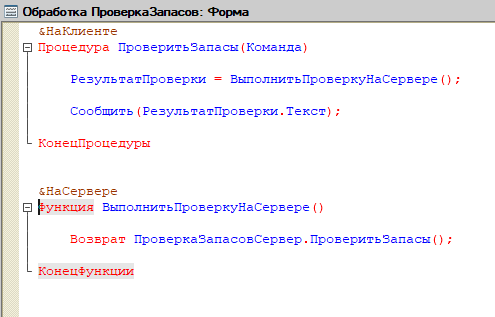 Обработка ПроверкаЗапасов: Форма
&НаКлиенте
Процедура ПроверитьЗапасы(Команда)
РезультатПроверки = ВыполнитьПроверкуНаСервере();
Сообщить(РезультатПроверки.Текст);
КонецПроцедуры
&НаСервере
Функция ВыполнитьПроверкуНаСервере()
Возврат ПроверкаЗапасовСервер.ПроверитьЗапасы();
КонецФункции